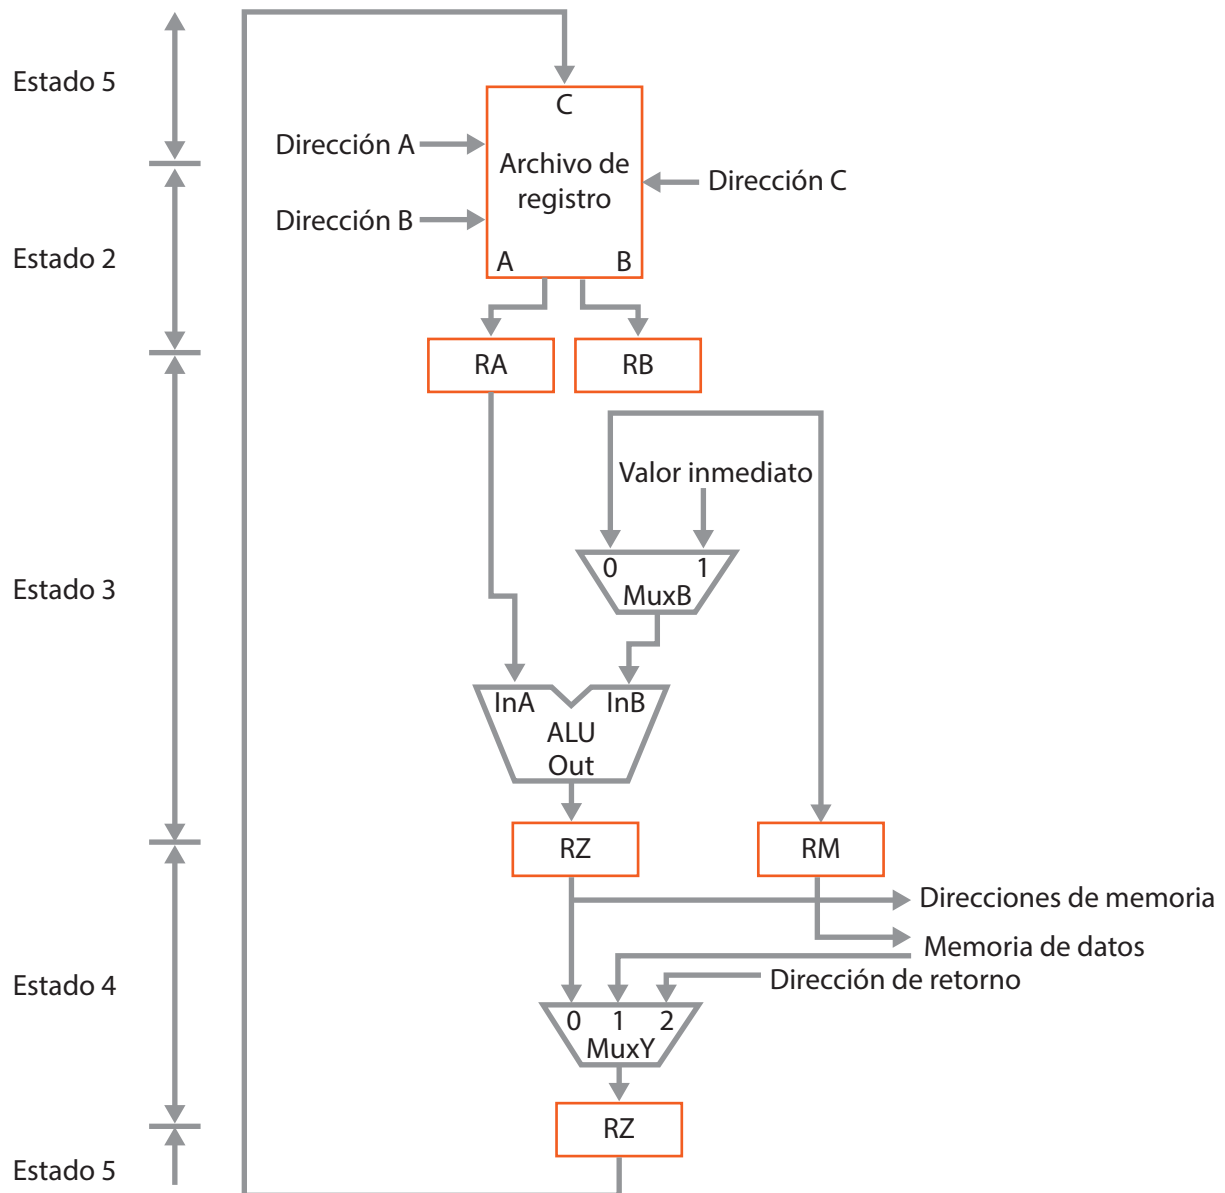 Estado 5
C
Dirección A
Archivo de
registro
Dirección C
Dirección B
Estado 2
A B
RA RB
Valor inmediato
0 1
MuxB
Estado 3
InA InB
ALU
Out
RZ RM
Direcciones de memoria
Memoria de datos
Dirección de retorno
Estado 4
0 1 2
MuxY
RZ
Estado 5